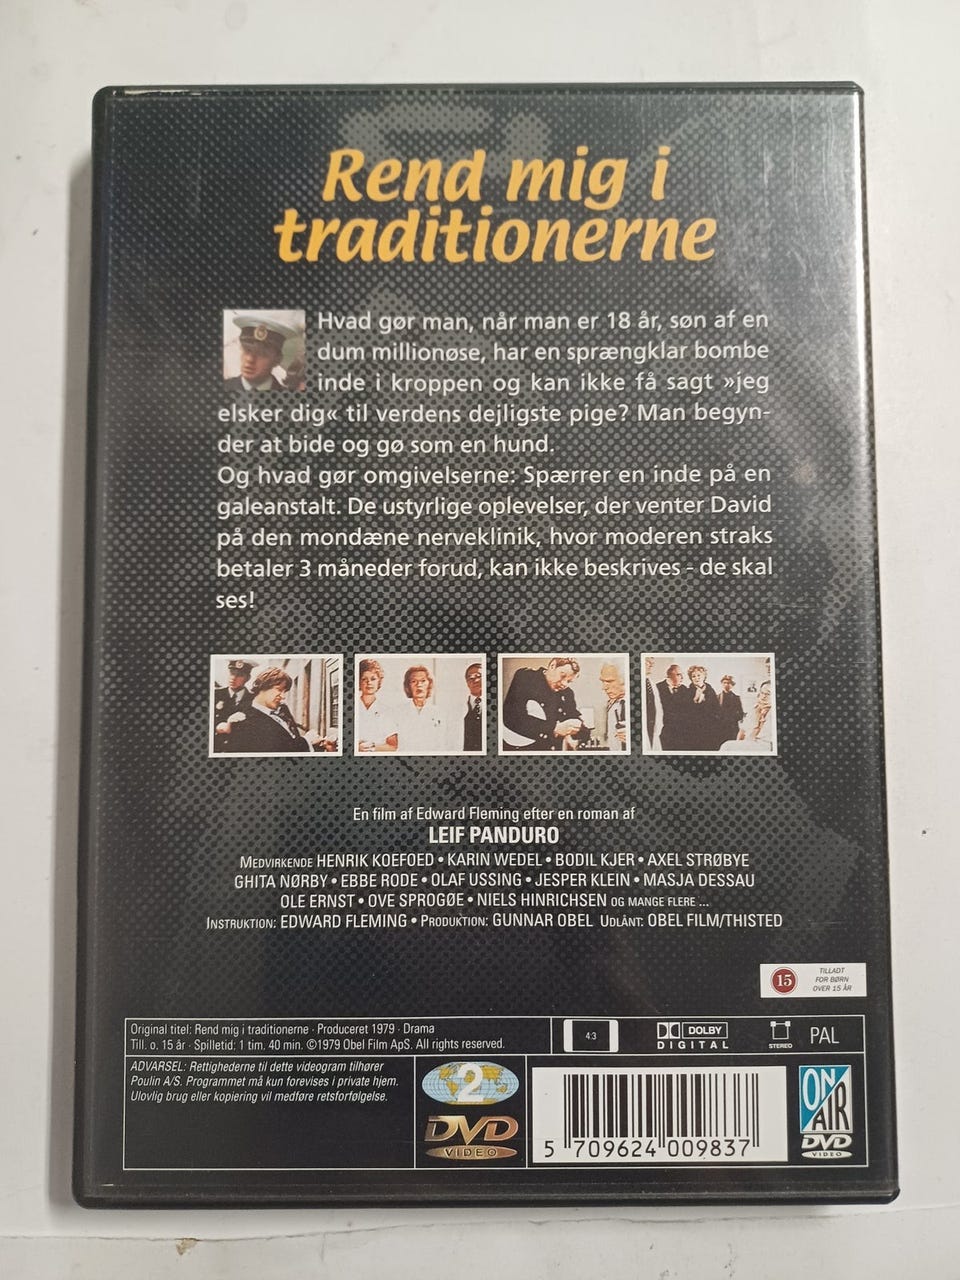 Rend mig i
traditionerne
Hvad gør man, når man er 18 år, søn af en
dum millionøse, har en sprængklar bombe
inde i kroppen og kan ikke få sagt »jeg
elsker dig« til verdens dejligste pige? Man begyn-
der at bide og gø som en hund.
Og hvad gør omgivelserne: Spærrer en inde på en
galeanstalt. De ustyrlige oplevelser, der venter David
på den mondæne nerveklinik, hvor moderen straks
betaler 3 måneder forud, kan ikke beskrives - de skal
ses!
En film af Edward Fleming efter en roman af
LEIF PANDURO
MEDVIRKENDE HENRIK KOEFOED • KARIN WEDEL • BODIL KJER • AXEL STRØBYE
GHITA NØRBY • EBBE RODE • OLAF USSING • JESPER KLEIN • MASJA DESSAU
OLE ERNST • OVE SPROGØE • NIELS HINRICHSEN OG MANGE FLERE ...
INSTRUKTION: EDWARD FLEMING • PRODUKTION: GUNNAR OBEL UDLÅNT: OBEL FILM/THISTED
15 TILLADT
FOR BØRN
OVER 15 ÅR
Original titel: Rend mig i traditionerne · Produceret 1979 · Drama
Till. o. 15 år · Spilletid: 1 tim. 40 min. ©1979 Obel Film ApS. All rights reserved.
4:3
DOLBY
DIGITAL
STEREO
PAL
ADVARSEL: Rettighederne til dette videogram tilhører
Poulin A/S. Programmet må kun forevises i private hjem.
Ulovlig brug eller kopiering vil medføre retsforfølgelse.
2
DVD
VIDEO
5 709624 009837
ON
AIR
DVD
VIDEO